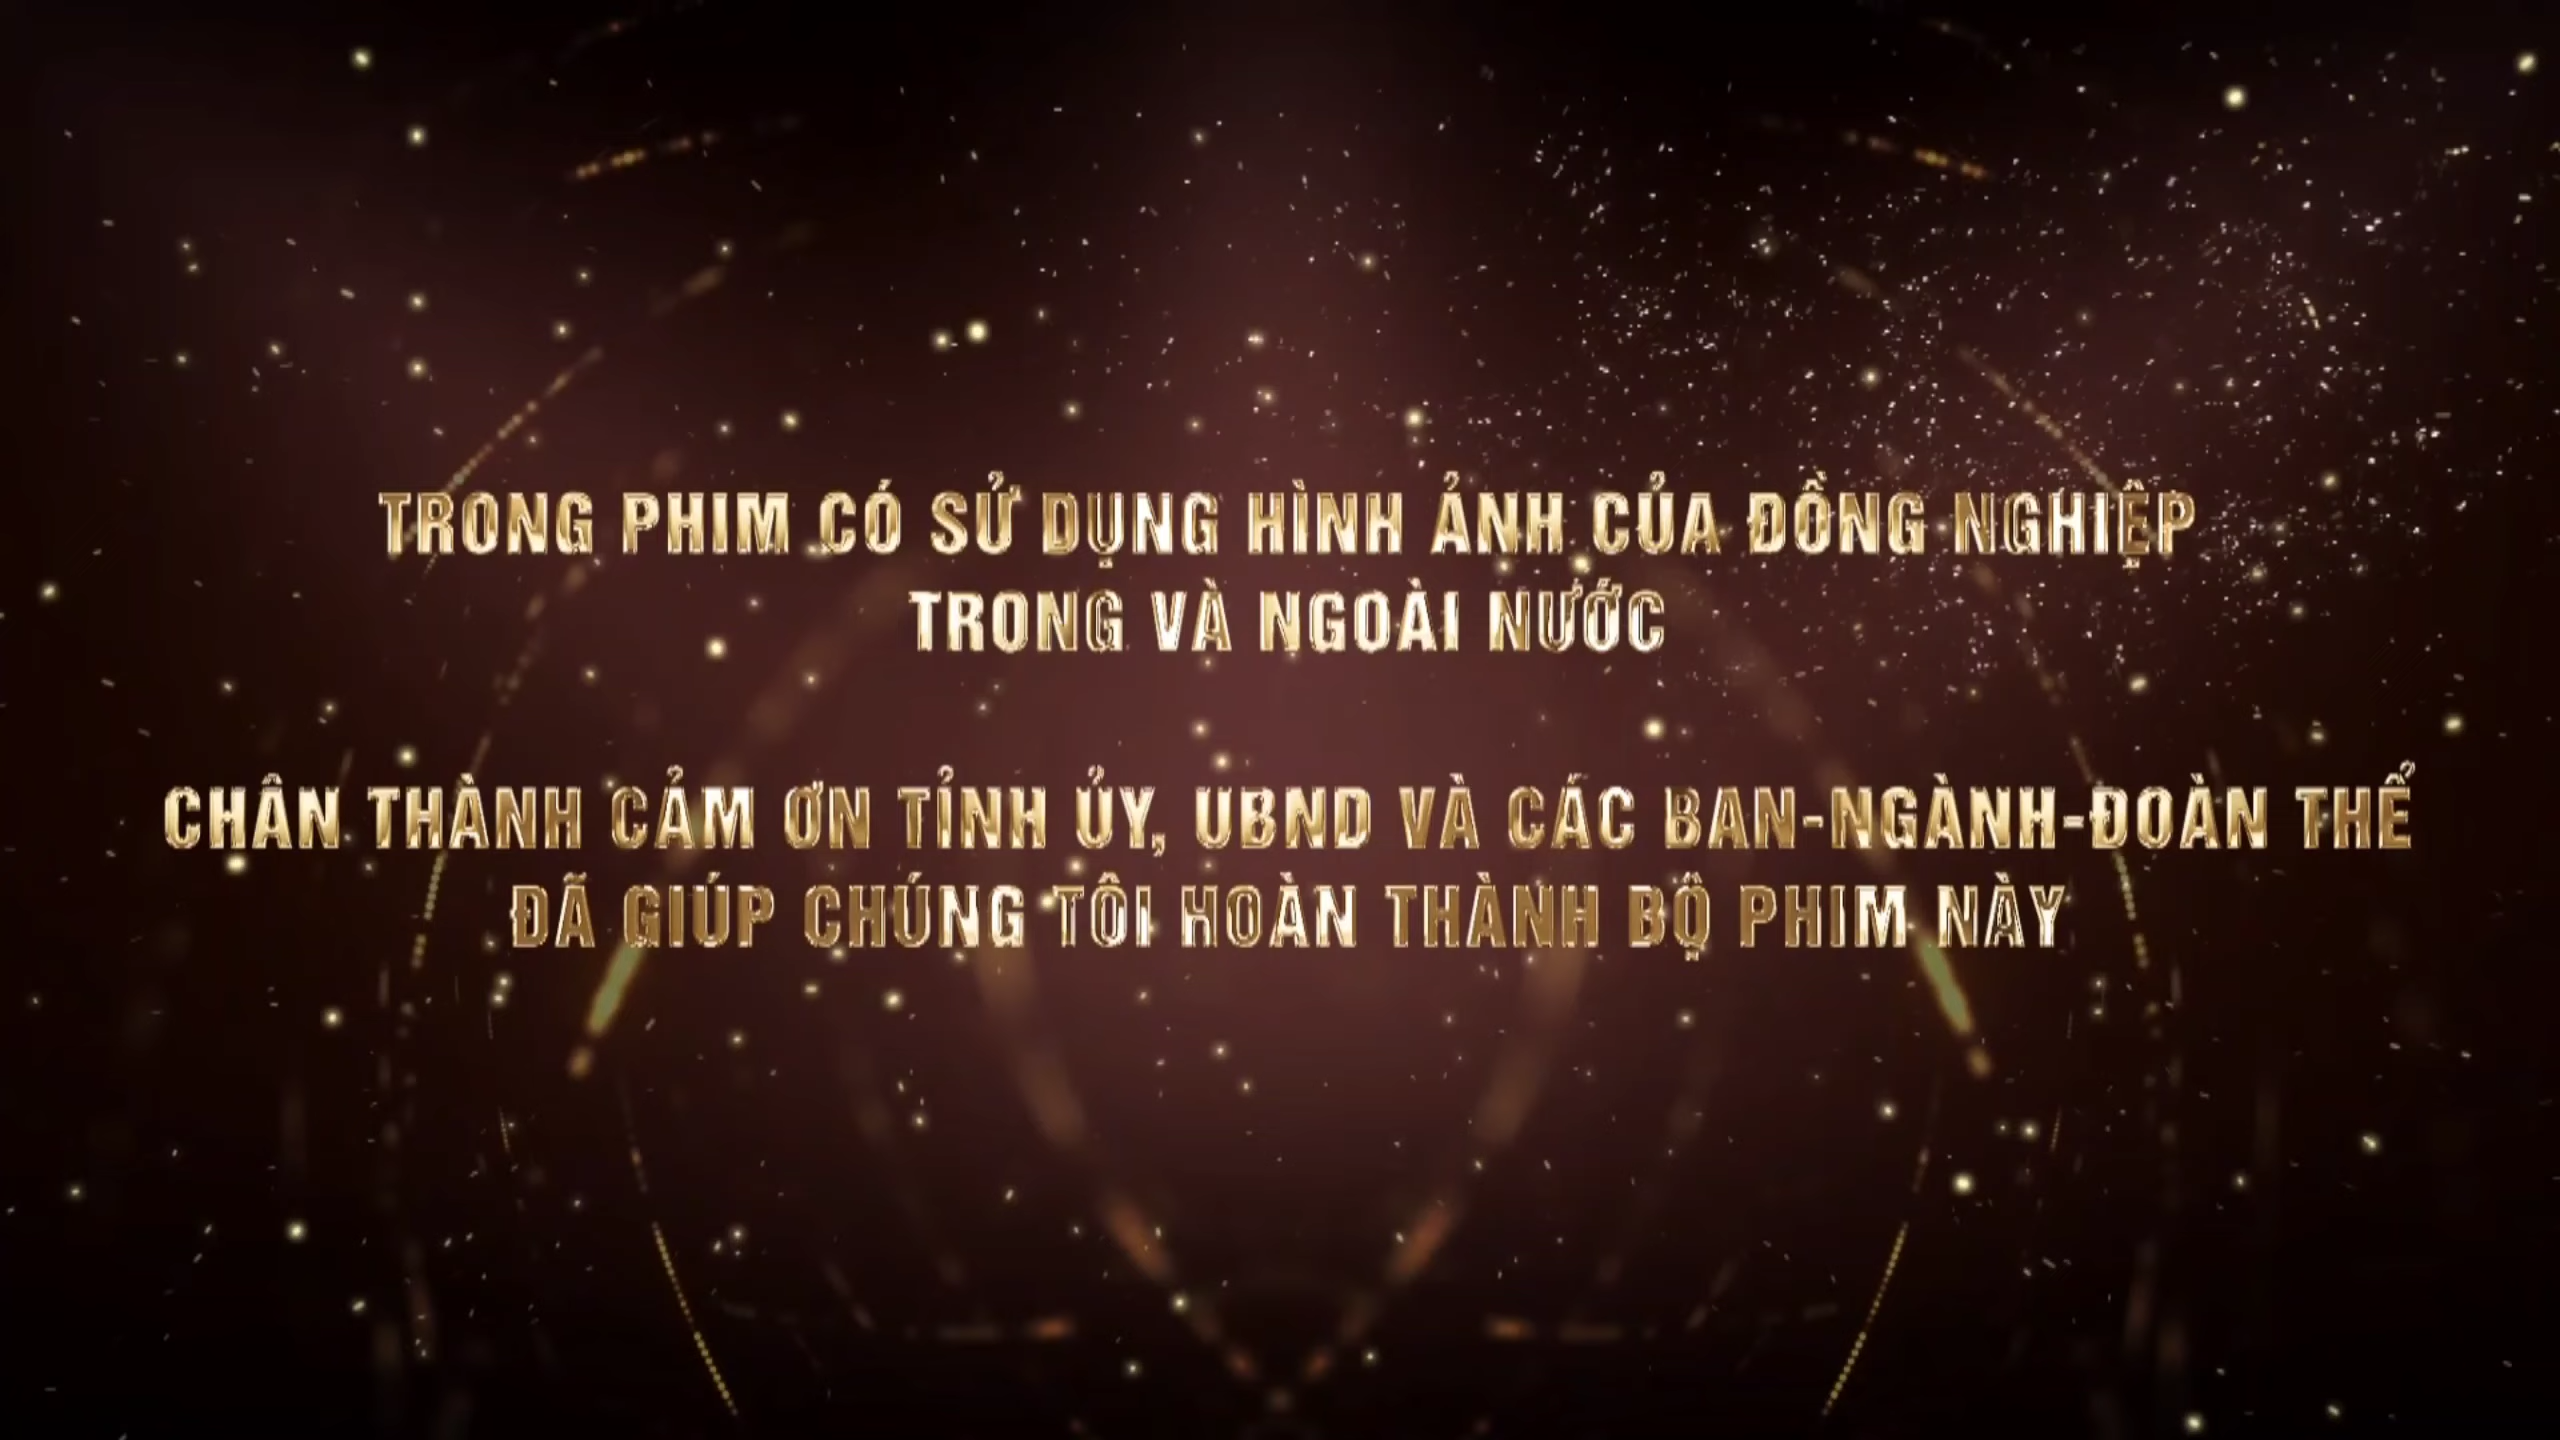 TRONG PHIM CÓ SỬ DỤNG HÌNH ẢNH CỦA ĐỒNG NGHIỆP
TRONG VÀ NGOÀI NƯỚC
CHÂN THÀNH CẢM ƠN TỈNH ỦY, UBND VÀ CÁC BAN-NGÀNH-ĐOÀN THỂ
ĐÃ GIÚP CHÚNG TÔI HOÀN THÀNH BỘ PHIM NÀY